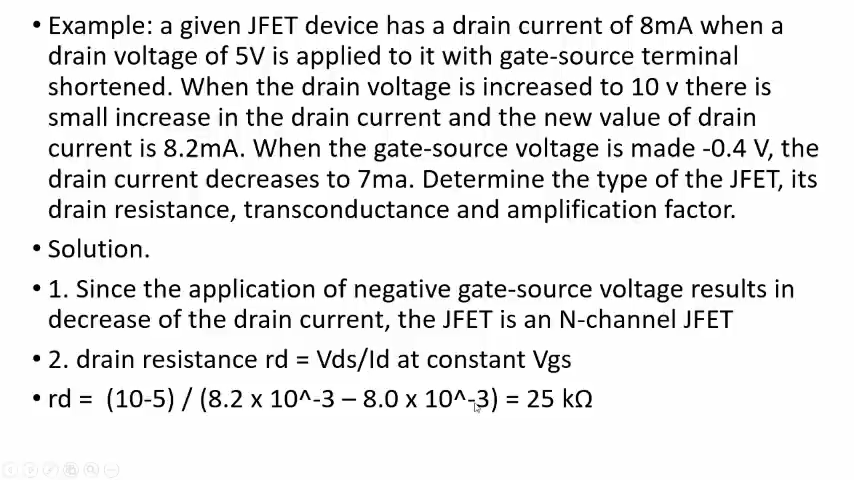 • Example: a given JFET device has a drain current of 8mA when a
drain voltage of 5V is applied to it with gate-source terminal
shortened. When the drain voltage is increased to 10 v there is
small increase in the drain current and the new value of drain
current is 8.2mA. When the gate-source voltage is made -0.4 V, the
drain current decreases to 7ma. Determine the type of the JFET, its
drain resistance, transconductance and amplification factor.
• Solution.
• 1. Since the application of negative gate-source voltage results in
decrease of the drain current, the JFET is an N-channel JFET
• 2. drain resistance rd = Vds/Id at constant Vgs
• rd = (10-5) / (8.2 x 10^-3 – 8.0 x 10^-3) = 25 kΩ